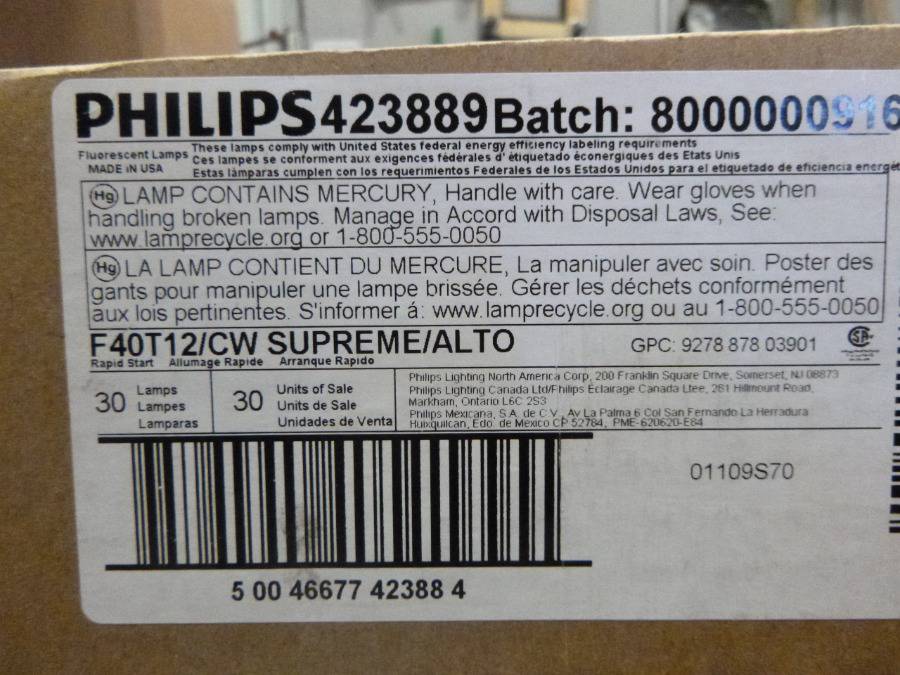 PHILIPS 423889 Batch: 8000000916
Fluorescent Lamps
MADE IN USA
These lamps comply with United States federal energy efficiency labeling requirements
Ces lampes se conforment aux exigences fédérales d' étiquetado éconergiques des Etats Unis
Estas lámparas cumplen con los requerimientos Federales de los Estados Unidos para el etiquetado de eficiencia energét
Hg LAMP CONTAINS MERCURY, Handle with care. Wear gloves when
handling broken lamps. Manage in Accord with Disposal Laws, See:
www.lamprecycle.org or 1-800-555-0050
Hg LA LAMP CONTIENT DU MERCURE, La manipuler avec soin. Poster des
gants pour manipuler une lampe brissée. Gérer les déchets conformément
aux lois pertinentes. S'informer á: www.lamprecycle.org ou au 1-800-555-0050
F40T12/CW SUPREME/ALTO
GPC: 9278 878 03901
Rapid Start Allumage Rapide Arranque Rapido
30 Lamps
Lampes
Lamparas
30 Units of Sale
Units de Sale
Unidades de Venta
Philips Lighting North America Corp, 200 Franklin Square Drive, Somerset, NJ 08873
Philips Lighting Canada Ltd/Philips Eclairage Canada Ltee, 281 Hillmount Road,
Markham, Ontario L6C 2S3
Philips Mexicana, S.A. de C.V., Av La Palma 6 Col San Fernando La Herradura
Huixquilcan, Edo. de Mexico CP 52784, PME-620620-E84
01109S70
5 00 46677 42388 4